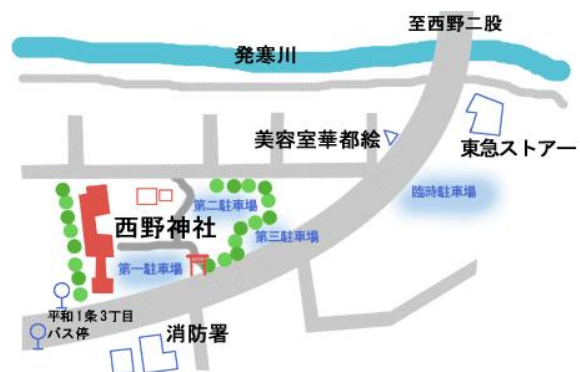 至西野二股
発寒川
美容室華都絵
東急ストアー
第二駐車場
臨時駐車場
西野神社
第三駐車場
第一駐車場
平和1条3丁目
バス停
消防署